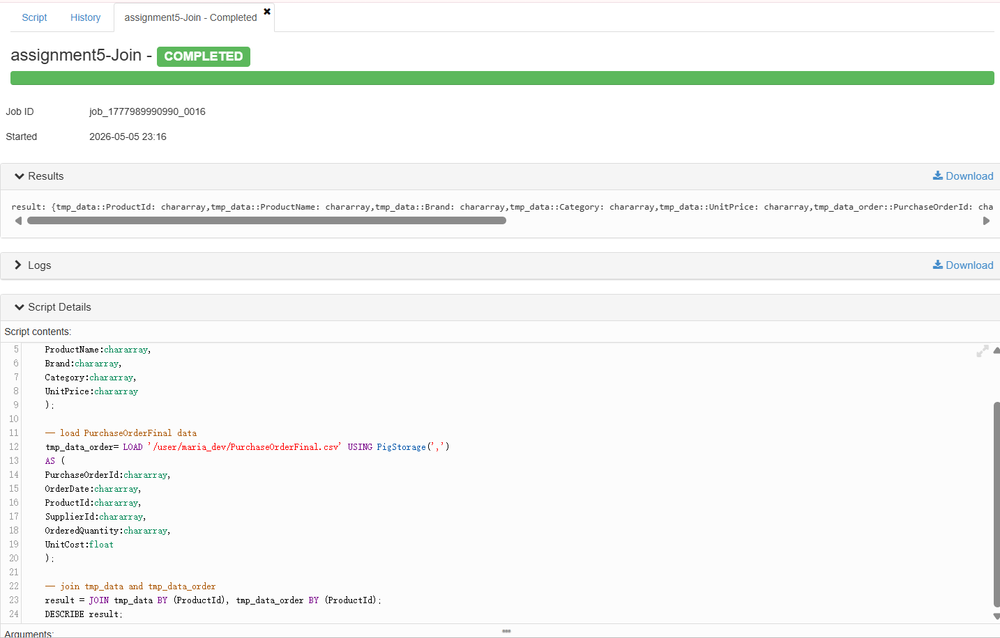 Script History assignment5-Join - Completed ✖
assignment5-Join - COMPLETED
Job ID job_1777989990990_0016
Started 2026-05-05 23:16
Results Download
result: {tmp_data::ProductId: chararray,tmp_data::ProductName: chararray,tmp_data::Brand: chararray,tmp_data::Category: chararray,tmp_data::UnitPrice: chararray,tmp_data_order::PurchaseOrderId: cha
Logs Download
Script Details
Script contents:
5 ProductName:chararray,
6 Brand:chararray,
7 Category:chararray,
8 UnitPrice:chararray
9 );
10
11 -- load PurchaseOrderFinal data
12 tmp_data_order= LOAD '/user/maria_dev/PurchaseOrderFinal.csv' USING PigStorage(',')
13 AS (
14 PurchaseOrderId:chararray,
15 OrderDate:chararray,
16 ProductId:chararray,
17 SupplierId:chararray,
18 OrderedQuantity:chararray,
19 UnitCost:float
20 );
21
22 -- join tmp_data and tmp_data_order
23 result = JOIN tmp_data BY (ProductId), tmp_data_order BY (ProductId);
24 DESCRIBE result;
Arguments: